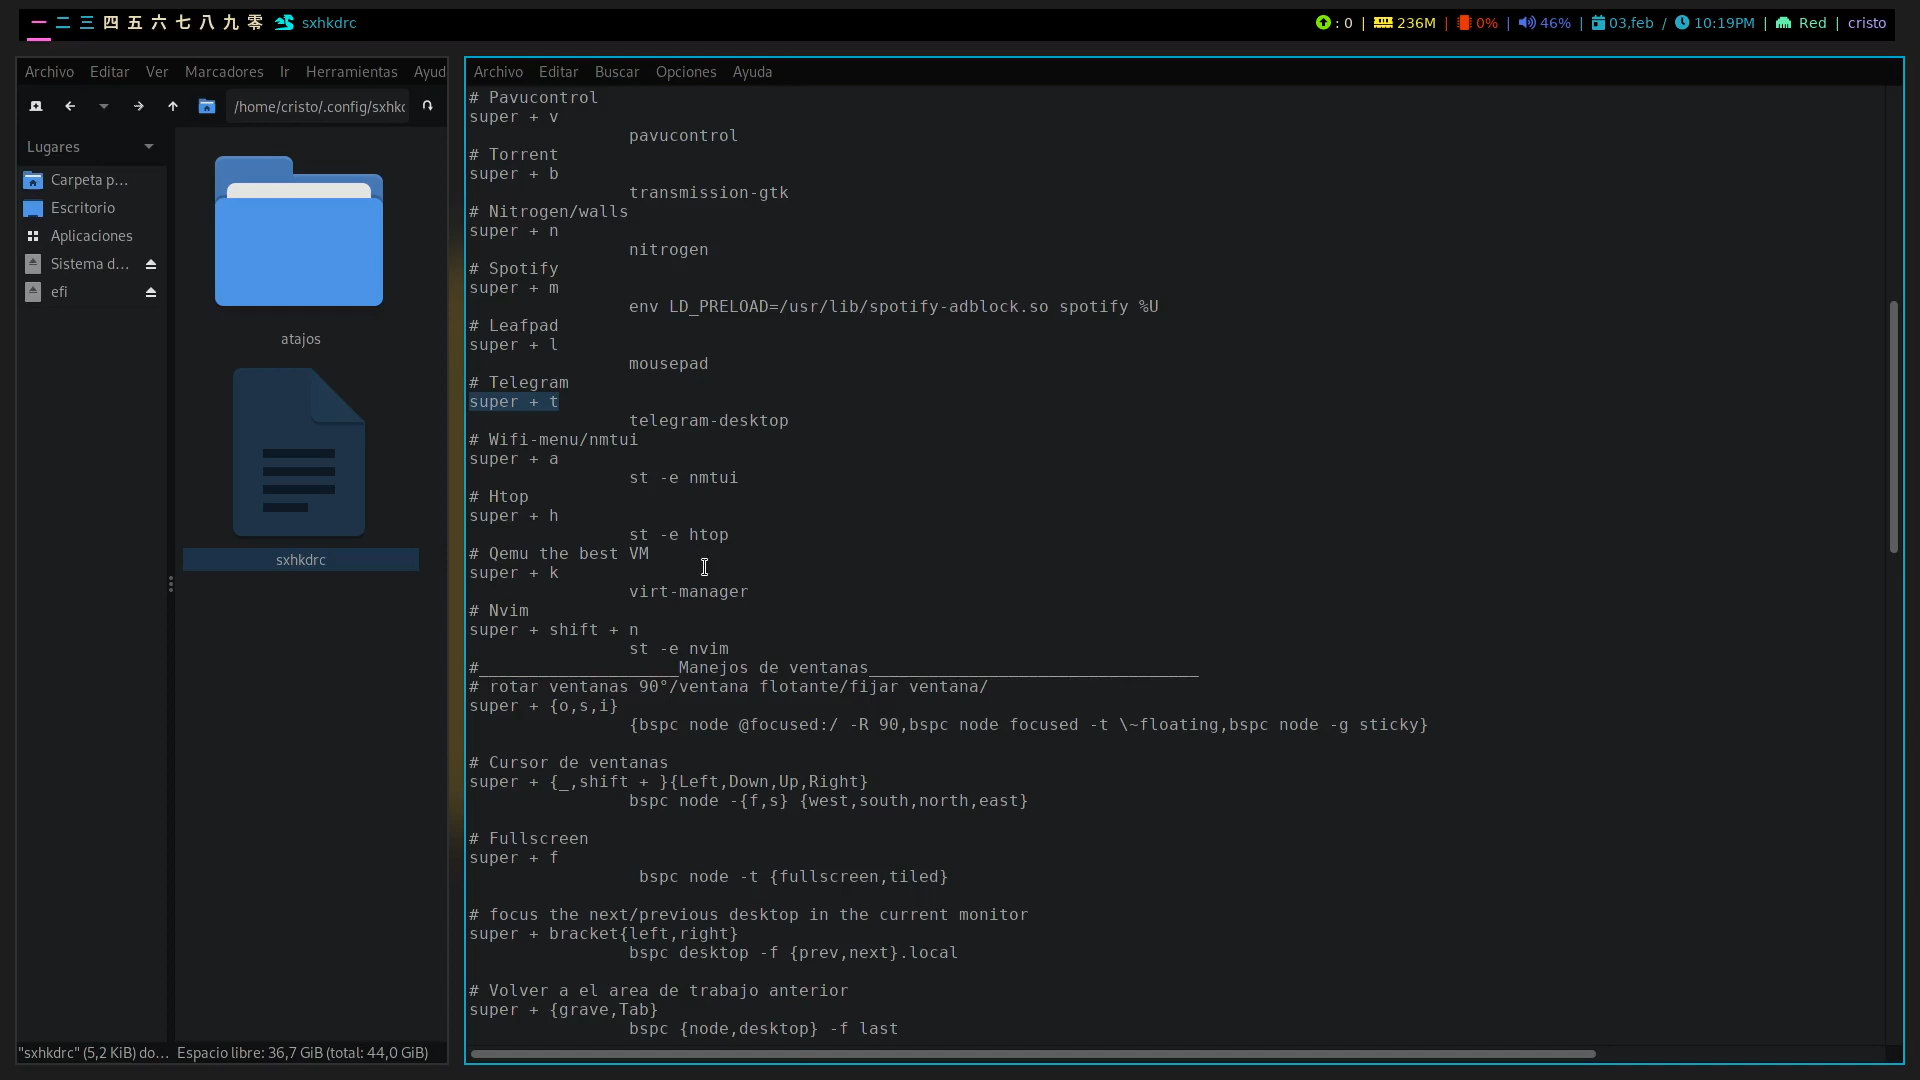 一 二 三 四 五 六 七 八 九 零 sxhkdrc
: 0 | 236M | 0% | 46% | 03,feb / 10:19PM | Red | cristo
Archivo Editar Ver Marcadores Ir Herramientas Ayud
/home/cristo/.config/sxhkc
Lugares
Carpeta p...
Escritorio
Aplicaciones
Sistema d...
efi
atajos
sxhkdrc
"sxhkdrc" (5,2 KiB) do... Espacio libre: 36,7 GiB (total: 44,0 GiB)
Archivo Editar Buscar Opciones Ayuda
# Pavucontrol
super + v
pavucontrol
# Torrent
super + b
transmission-gtk
# Nitrogen/walls
super + n
nitrogen
# Spotify
super + m
env LD_PRELOAD=/usr/lib/spotify-adblock.so spotify %U
# Leafpad
super + l
mousepad
# Telegram
super + t
telegram-desktop
# Wifi-menu/nmtui
super + a
st -e nmtui
# Htop
super + h
st -e htop
# Qemu the best VM
super + k
virt-manager
# Nvim
super + shift + n
st -e nvim
#____________________Manejos de ventanas_________________________________
# rotar ventanas 90°/ventana flotante/fijar ventana/
super + {o,s,i}
{bspc node @focused:/ -R 90,bspc node focused -t \~floating,bspc node -g sticky}
# Cursor de ventanas
super + {_,shift + }{Left,Down,Up,Right}
bspc node -{f,s} {west,south,north,east}
# Fullscreen
super + f
bspc node -t {fullscreen,tiled}
# focus the next/previous desktop in the current monitor
super + bracket{left,right}
bspc desktop -f {prev,next}.local
# Volver a el area de trabajo anterior
super + {grave,Tab}
bspc {node,desktop} -f last